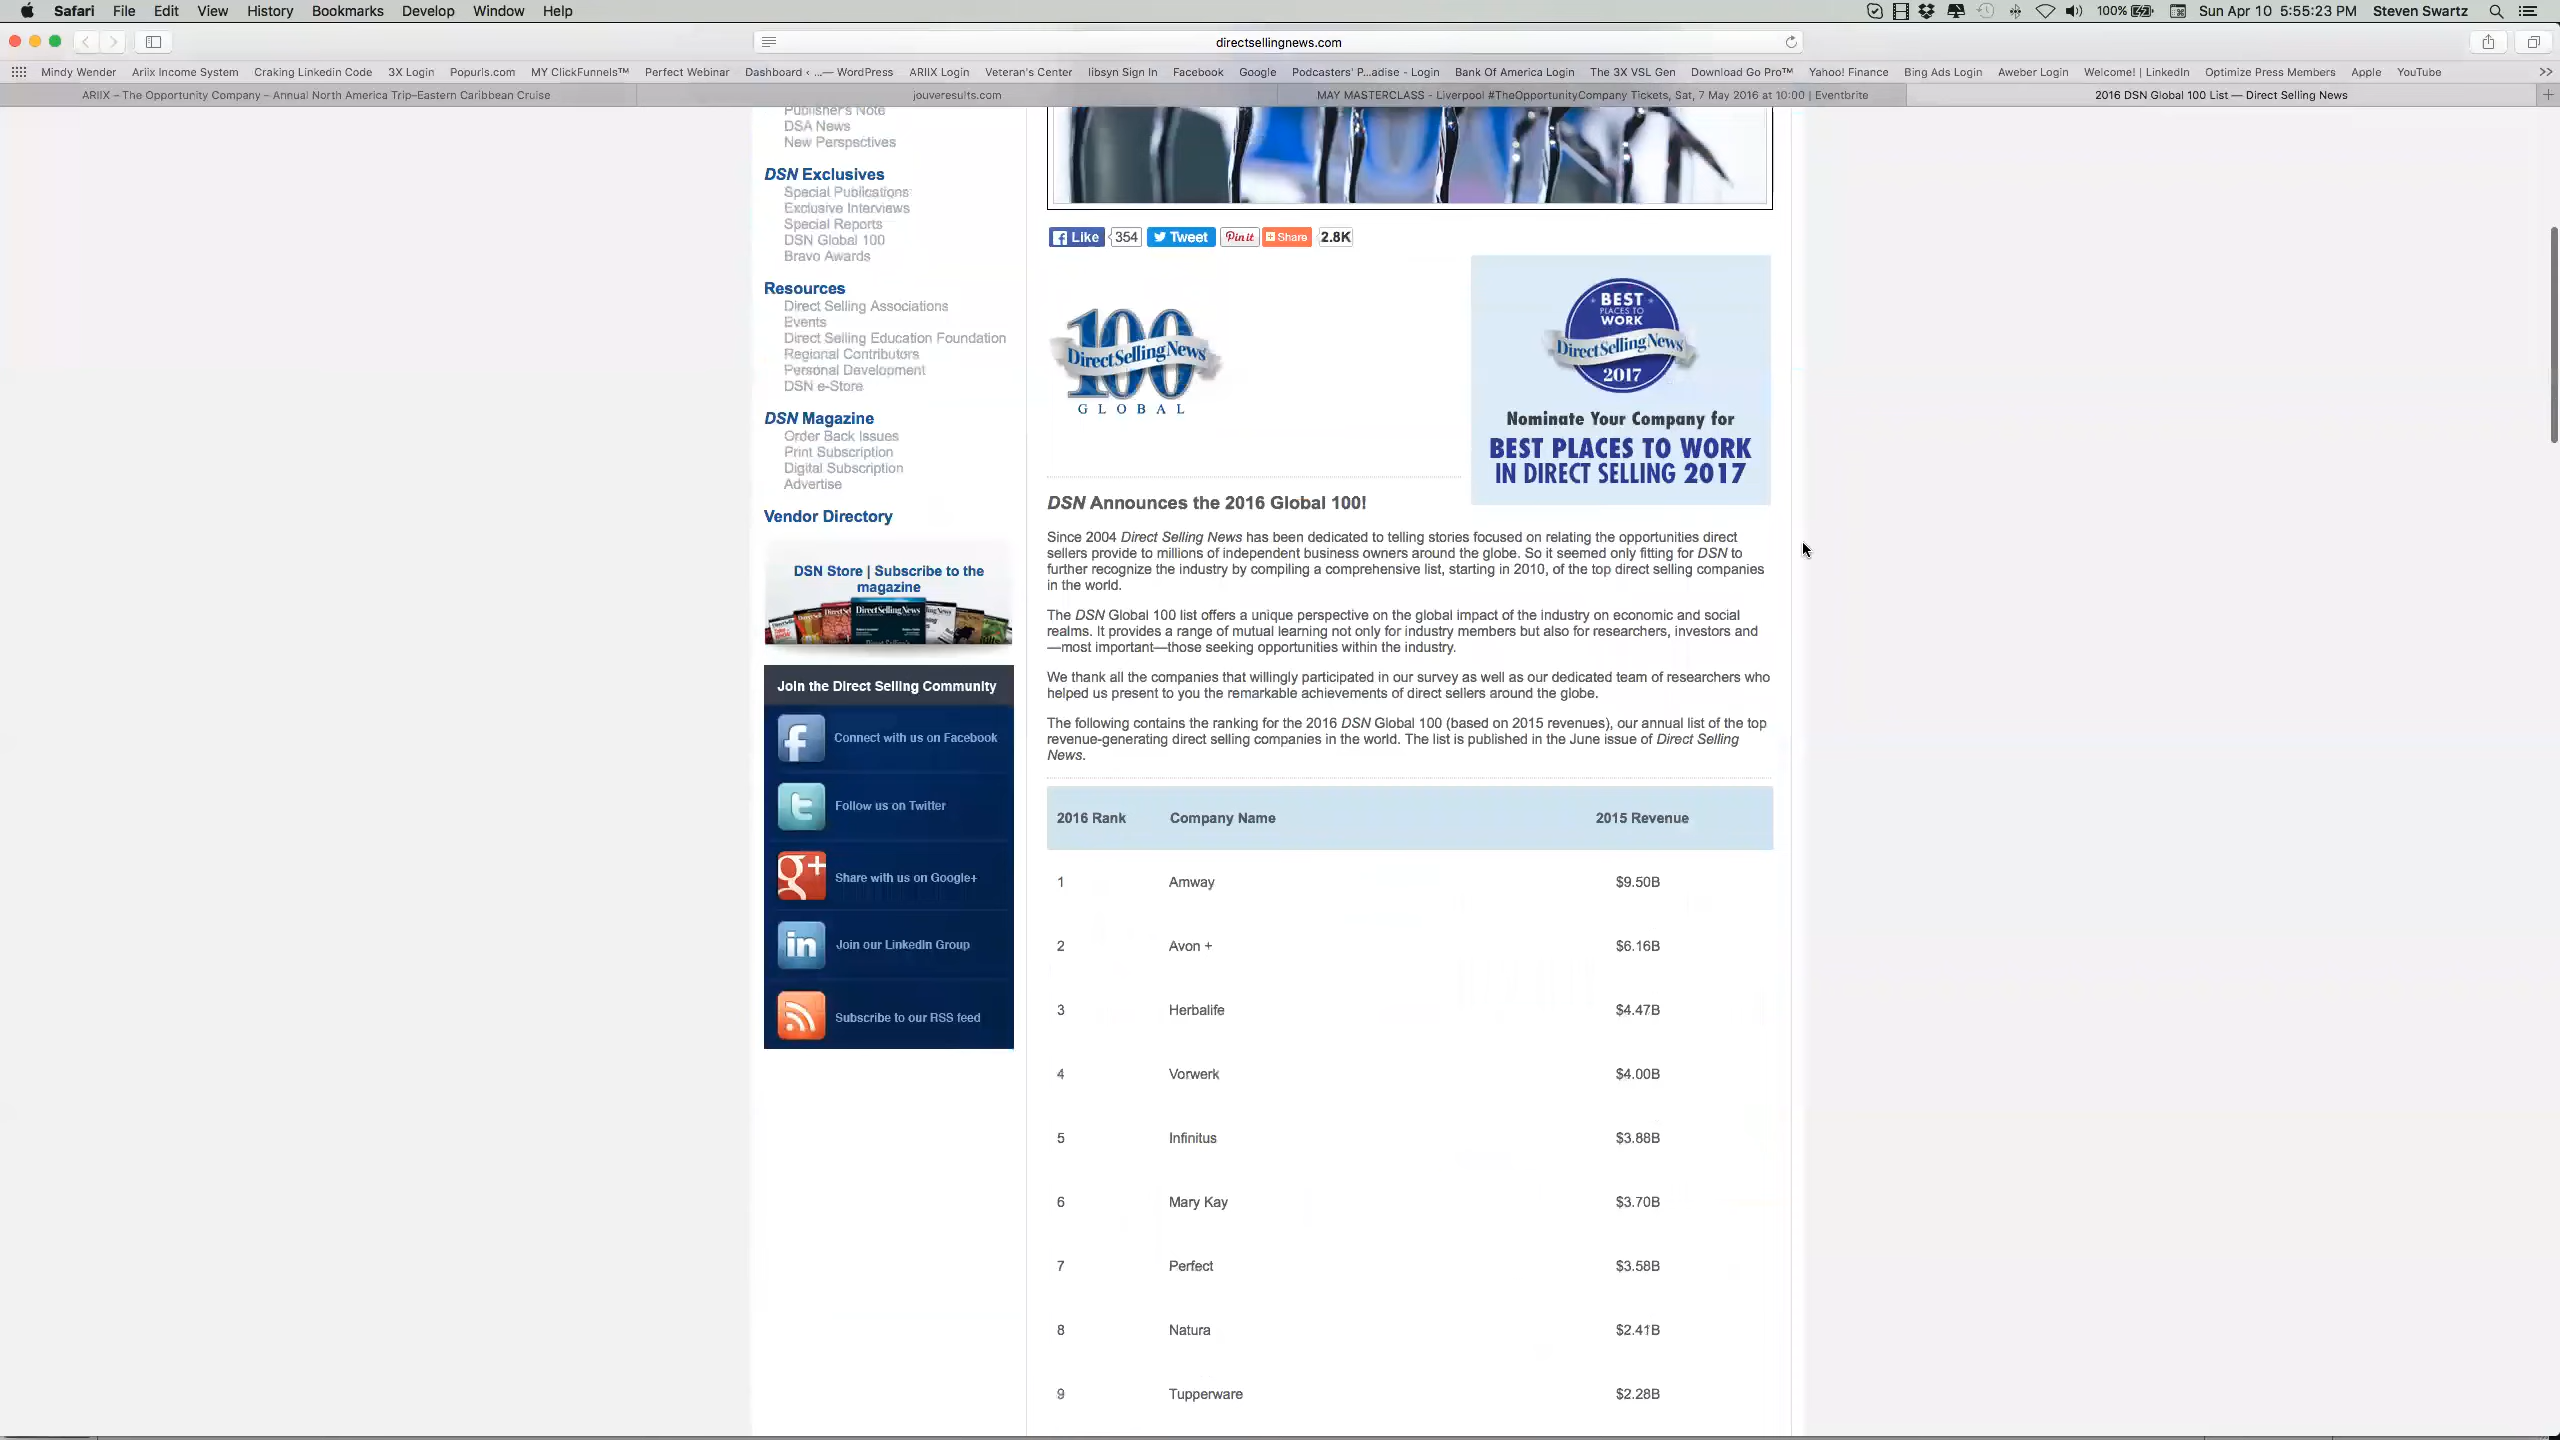 Safari File Edit View History Bookmarks Develop Window Help 100% Sun Apr 10 5:55:23 PM Steven Swartz
directsellingnews.com
Mindy Wender Ariix Income System Craking Linkedin Code 3X Login Popurls.com MY ClickFunnels™ Perfect Webinar Dashboard ‹ ...— WordPress ARIIX Login Veteran's Center libsyn Sign In Facebook Google Podcasters' P...adise - Login Bank Of America Login The 3X VSL Gen Download Go Pro™ Yahoo! Finance Bing Ads Login Aweber Login Welcome! | LinkedIn Optimize Press Members Apple YouTube >>
ARIIX – The Opportunity Company – Annual North America Trip–Eastern Caribbean Cruise jouveresults.com MAY MASTERCLASS - Liverpool #TheOpportunityCompany Tickets, Sat, 7 May 2016 at 10:00 | Eventbrite 2016 DSN Global 100 List — Direct Selling News
Publisher's Note
DSA News
New Perspectives
DSN Exclusives
Special Publications
Exclusive Interviews
Special Reports
DSN Global 100
Bravo Awards
Resources
Direct Selling Associations
Events
Direct Selling Education Foundation
Regional Contributors
Personal Development
DSN e-Store
DSN Magazine
Order Back Issues
Print Subscription
Digital Subscription
Advertise
Vendor Directory
DSN Store | Subscribe to the
magazine
DirectSellingNews
Join the Direct Selling Community
Connect with us on Facebook
Follow us on Twitter
Share with us on Google+
Join our LinkedIn Group
Subscribe to our RSS feed
Like 354 Tweet Pin it Share 2.8K
100
DirectSellingNews
GLOBAL
BEST
PLACES TO
WORK
DirectSellingNews
2017
Nominate Your Company for
BEST PLACES TO WORK
IN DIRECT SELLING 2017
DSN Announces the 2016 Global 100!
Since 2004 Direct Selling News has been dedicated to telling stories focused on relating the opportunities direct
sellers provide to millions of independent business owners around the globe. So it seemed only fitting for DSN to
further recognize the industry by compiling a comprehensive list, starting in 2010, of the top direct selling companies
in the world.
The DSN Global 100 list offers a unique perspective on the global impact of the industry on economic and social
realms. It provides a range of mutual learning not only for industry members but also for researchers, investors and
—most important—those seeking opportunities within the industry.
We thank all the companies that willingly participated in our survey as well as our dedicated team of researchers who
helped us present to you the remarkable achievements of direct sellers around the globe.
The following contains the ranking for the 2016 DSN Global 100 (based on 2015 revenues), our annual list of the top
revenue-generating direct selling companies in the world. The list is published in the June issue of Direct Selling
News.
2016 Rank Company Name 2015 Revenue
1 Amway $9.50B
2 Avon + $6.16B
3 Herbalife $4.47B
4 Vorwerk $4.00B
5 Infinitus $3.88B
6 Mary Kay $3.70B
7 Perfect $3.58B
8 Natura $2.41B
9 Tupperware $2.28B